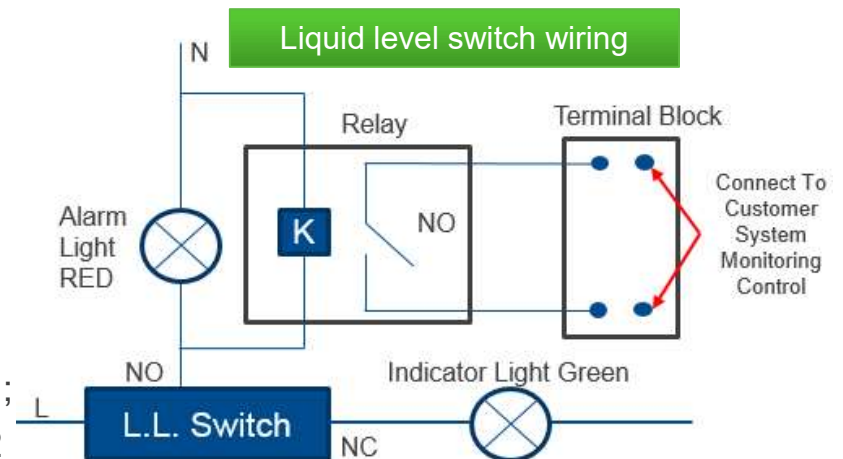 Liquid level switch wiring
N
Relay
Terminal Block
Alarm
Light
RED
K
NO
Connect To
Customer
System
Monitoring
Control
NO
Indicator Light Green
;
L
L.L. Switch
NC